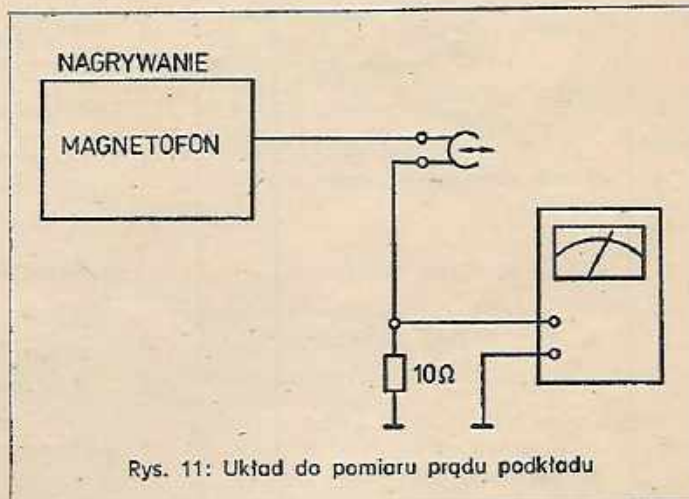 NAGRYWANIE
MAGNETOFON
10Ω
Rys. 11: Układ do pomiaru prądu podkładu